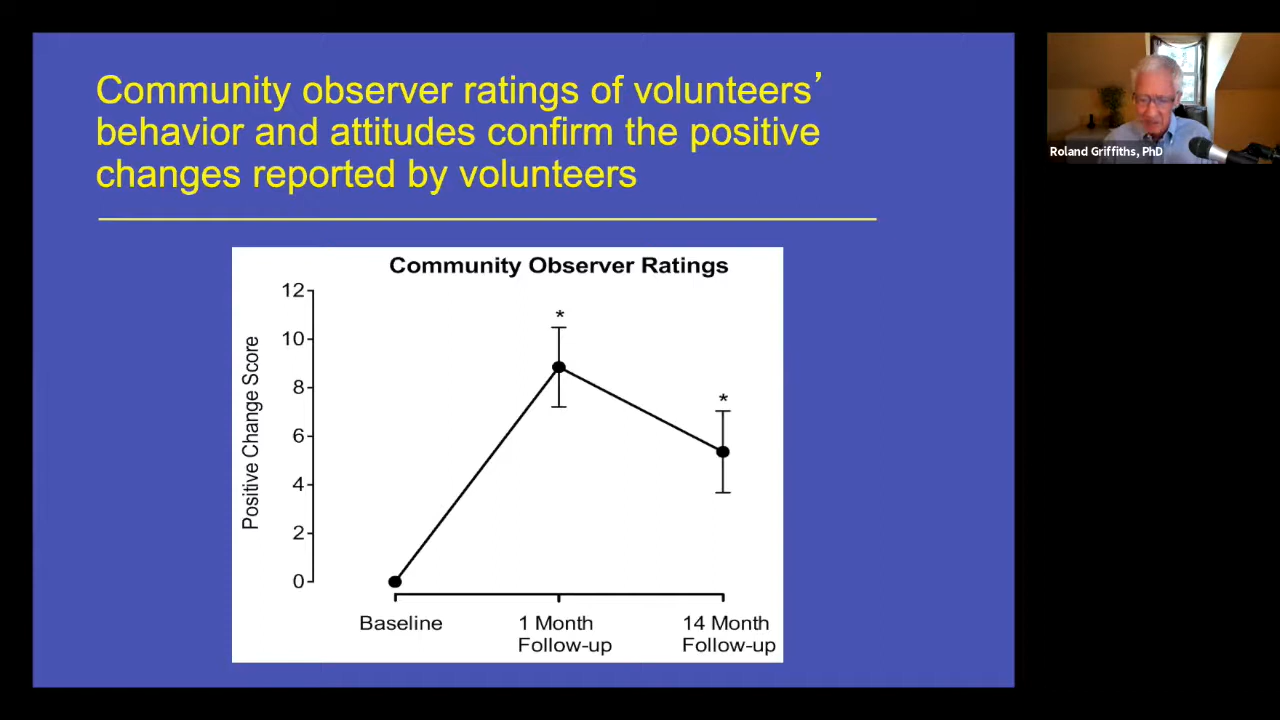 Community observer ratings of volunteers’
behavior and attitudes confirm the positive
changes reported by volunteers
Community Observer Ratings
Positive Change Score
12
10
8
6
4
2
0
*
*
Baseline
1 Month
Follow-up
14 Month
Follow-up
Roland Griffiths, PhD